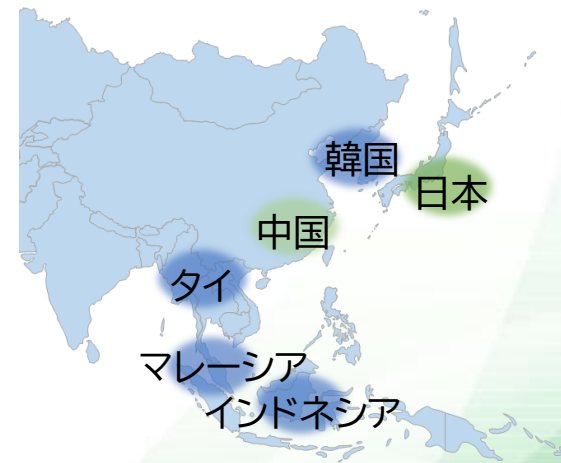 韓国
日本
中国
タイ
マレーシア
インドネシア